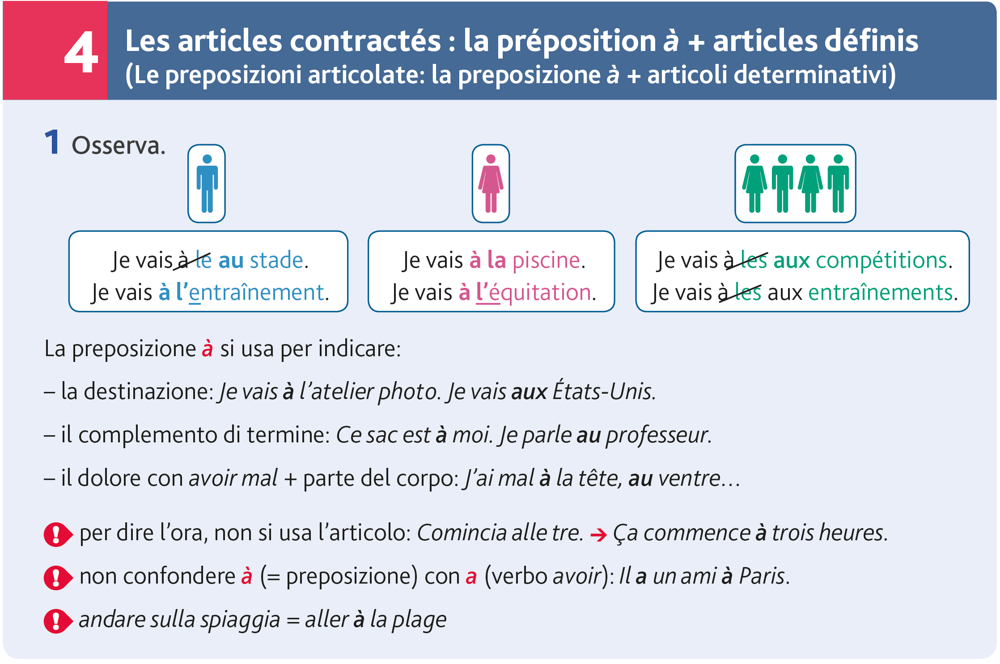 4
Les articles contractés : la préposition à + articles définis
(Le preposizioni articolate: la preposizione à + articoli determinativi)
1 Osserva.
Je vais à le au stade.
Je vais à l’entraînement.
Je vais à la piscine.
Je vais à l’équitation.
Je vais à les aux compétitions.
Je vais à les aux entraînements.
La preposizione à si usa per indicare:
– la destinazione: Je vais à l’atelier photo. Je vais aux États-Unis.
– il complemento di termine: Ce sac est à moi. Je parle au professeur.
– il dolore con avoir mal + parte del corpo: J’ai mal à la tête, au ventre…
! per dire l’ora, non si usa l’articolo: Comincia alle tre. ➔ Ça commence à trois heures.
! non confondere à (= preposizione) con a (verbo avoir): Il a un ami à Paris.
! andare sulla spiaggia = aller à la plage